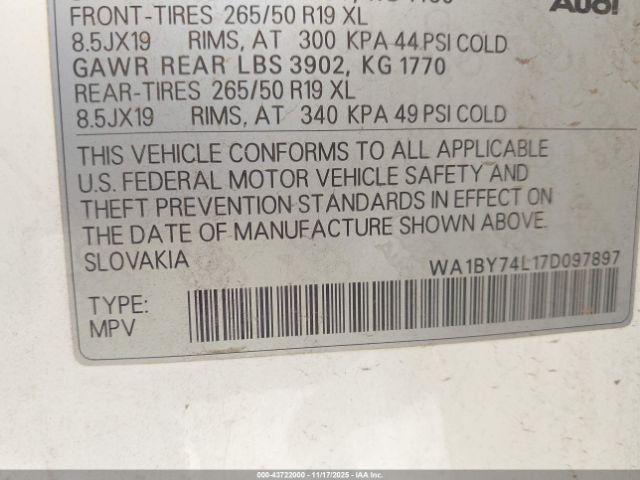 FRONT-TIRES 265/50 R19 XL
8.5JX19 RIMS, AT 300 KPA 44 PSI COLD
GAWR REAR LBS 3902, KG 1770
REAR-TIRES 265/50 R19 XL
8.5JX19 RIMS, AT 340 KPA 49 PSI COLD
Audi
THIS VEHICLE CONFORMS TO ALL APPLICABLE
U.S. FEDERAL MOTOR VEHICLE SAFETY AND
THEFT PREVENTION STANDARDS IN EFFECT ON
THE DATE OF MANUFACTURE SHOWN ABOVE.
SLOVAKIA WA1BY74L17D097897
TYPE:
MPV
000-43722000 11/17/2025 IAA Inc.